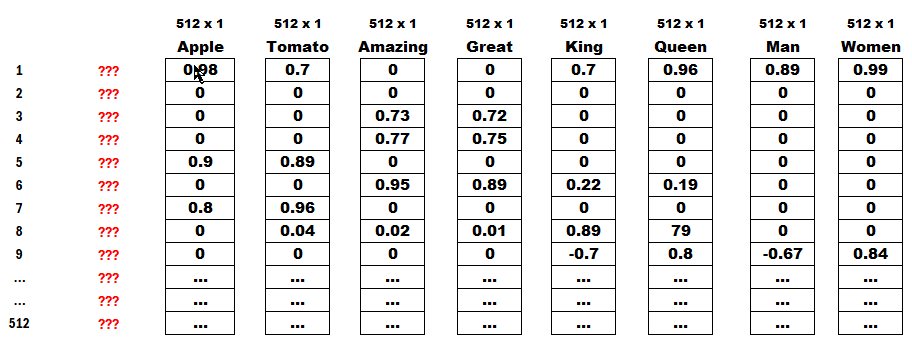 512 x 1 512 x 1 512 x 1 512 x 1 512 x 1 512 x 1 512 x 1 512 x 1
Apple Tomato Amazing Great King Queen Man Women
1 ??? 0.98 0.7 0 0 0.7 0.96 0.89 0.99
2 ??? 0 0 0 0 0 0 0 0
3 ??? 0 0 0.73 0.72 0 0 0 0
4 ??? 0 0 0.77 0.75 0 0 0 0
5 ??? 0.9 0.89 0 0 0 0 0 0
6 ??? 0 0 0.95 0.89 0.22 0.19 0 0
7 ??? 0.8 0.96 0 0 0 0 0 0
8 ??? 0 0.04 0.02 0.01 0.89 79 0 0
9 ??? 0 0 0 0 -0.7 0.8 -0.67 0.84
... ??? ... ... ... ... ... ... ... ...
... ??? ... ... ... ... ... ... ... ...
512 ??? ... ... ... ... ... ... ... ...